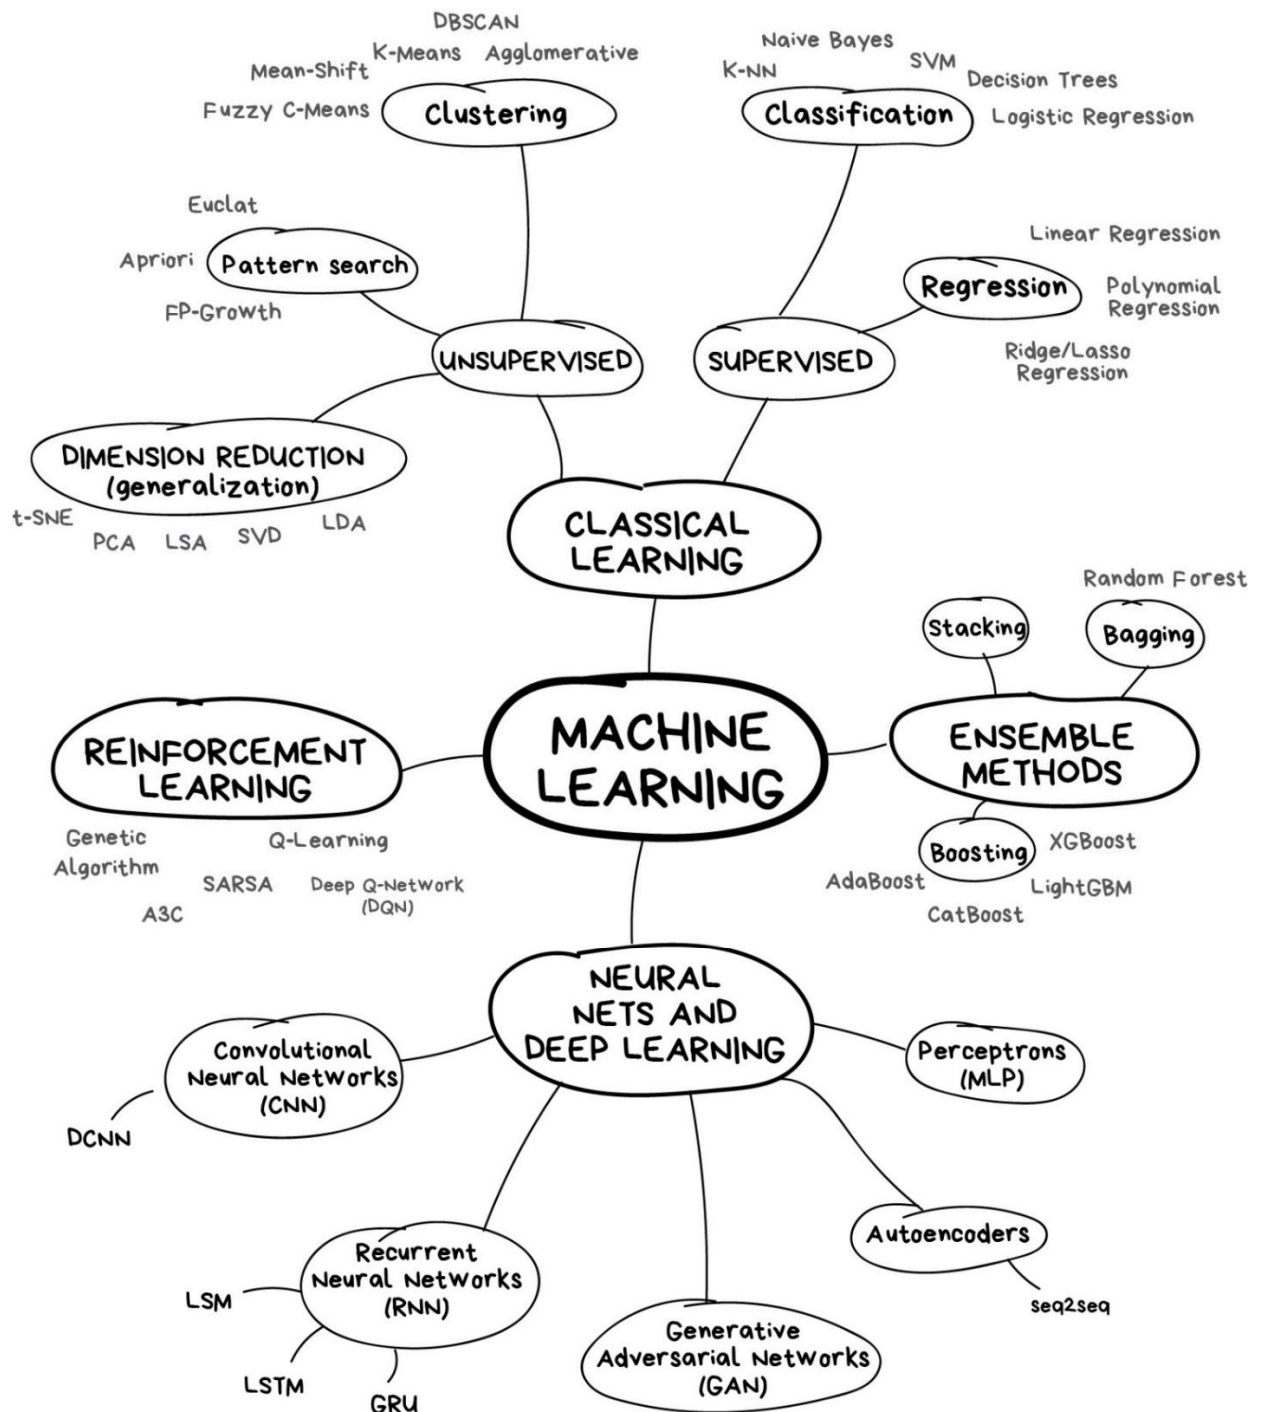 DBSCAN
K-Means
Agglomerative
Mean-Shift
Fuzzy C-Means
Clustering
Naive Bayes
K-NN
SVM
Decision Trees
Logistic Regression
Classification
Euclat
Apriori
Pattern search
FP-Growth
Linear Regression
Regression
Polynomial
Regression
Ridge/Lasso
Regression
UNSUPERVISED
SUPERVISED
DIMENSION REDUCTION
(generalization)
t-SNE
PCA
LSA
SVD
LDA
CLASSICAL
LEARNING
Random Forest
Stacking
Bagging
MACHINE
LEARNING
REINFORCEMENT
LEARNING
ENSEMBLE
METHODS
Genetic
Algorithm
Q-Learning
SARSA
Deep Q-Network
(DQN)
A3C
Boosting
XGBoost
AdaBoost
LightGBM
CatBoost
NEURAL
NETS AND
DEEP LEARNING
Convolutional
Neural Networks
(CNN)
DCNN
Perceptrons
(MLP)
Autoencoders
seq2seq
Recurrent
Neural Networks
(RNN)
LSM
LSTM
GRU
Generative
Adversarial Networks
(GAN)